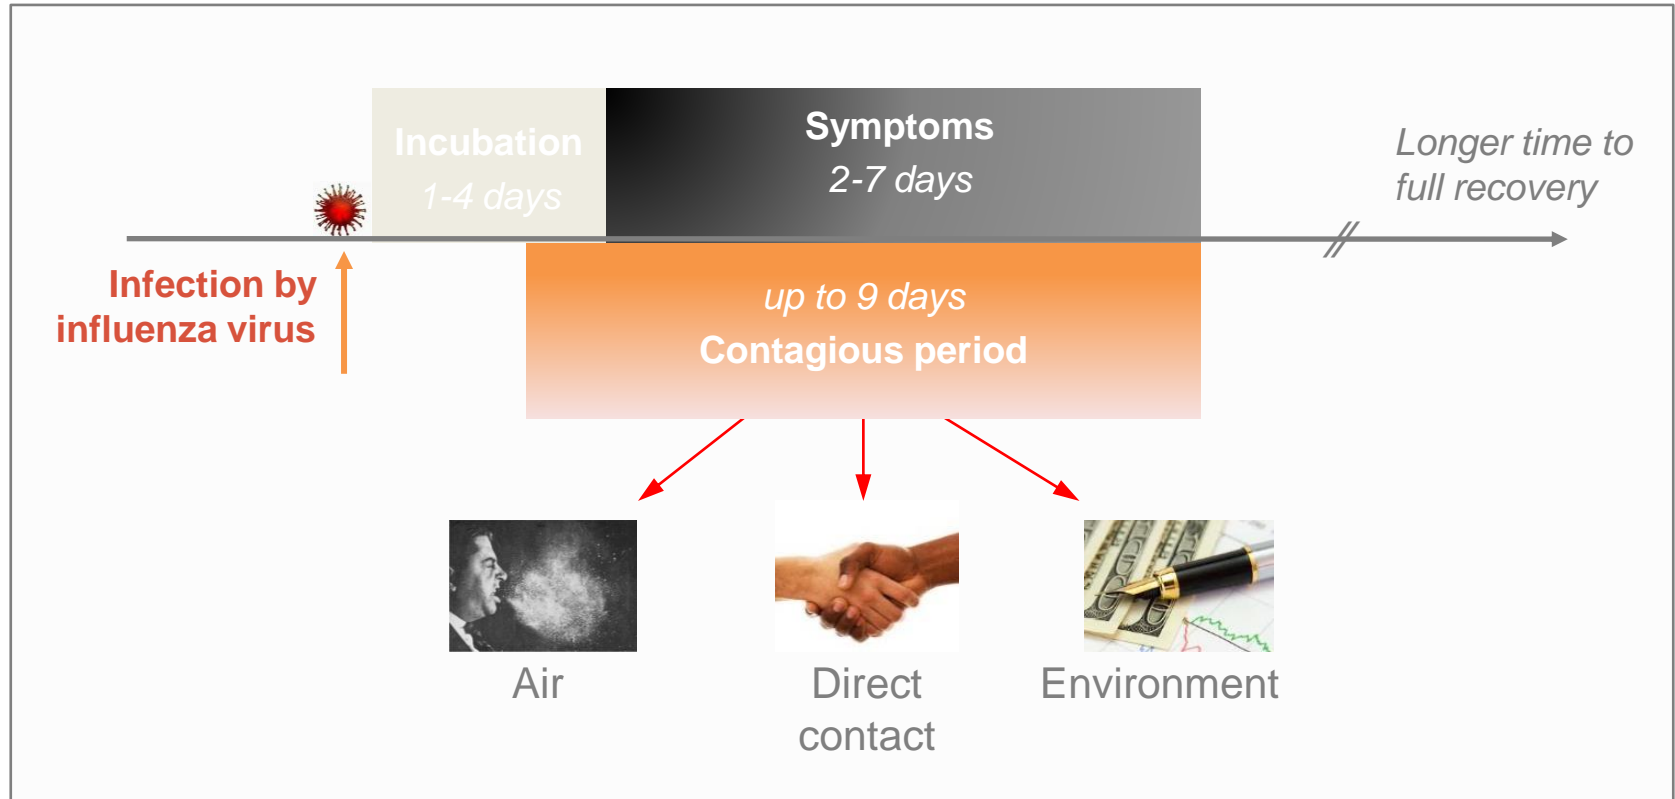 Incubation
1-4 days
Symptoms
2-7 days
Longer time to
full recovery
Infection by
influenza virus
up to 9 days
Contagious period
Air
Direct
contact
Environment